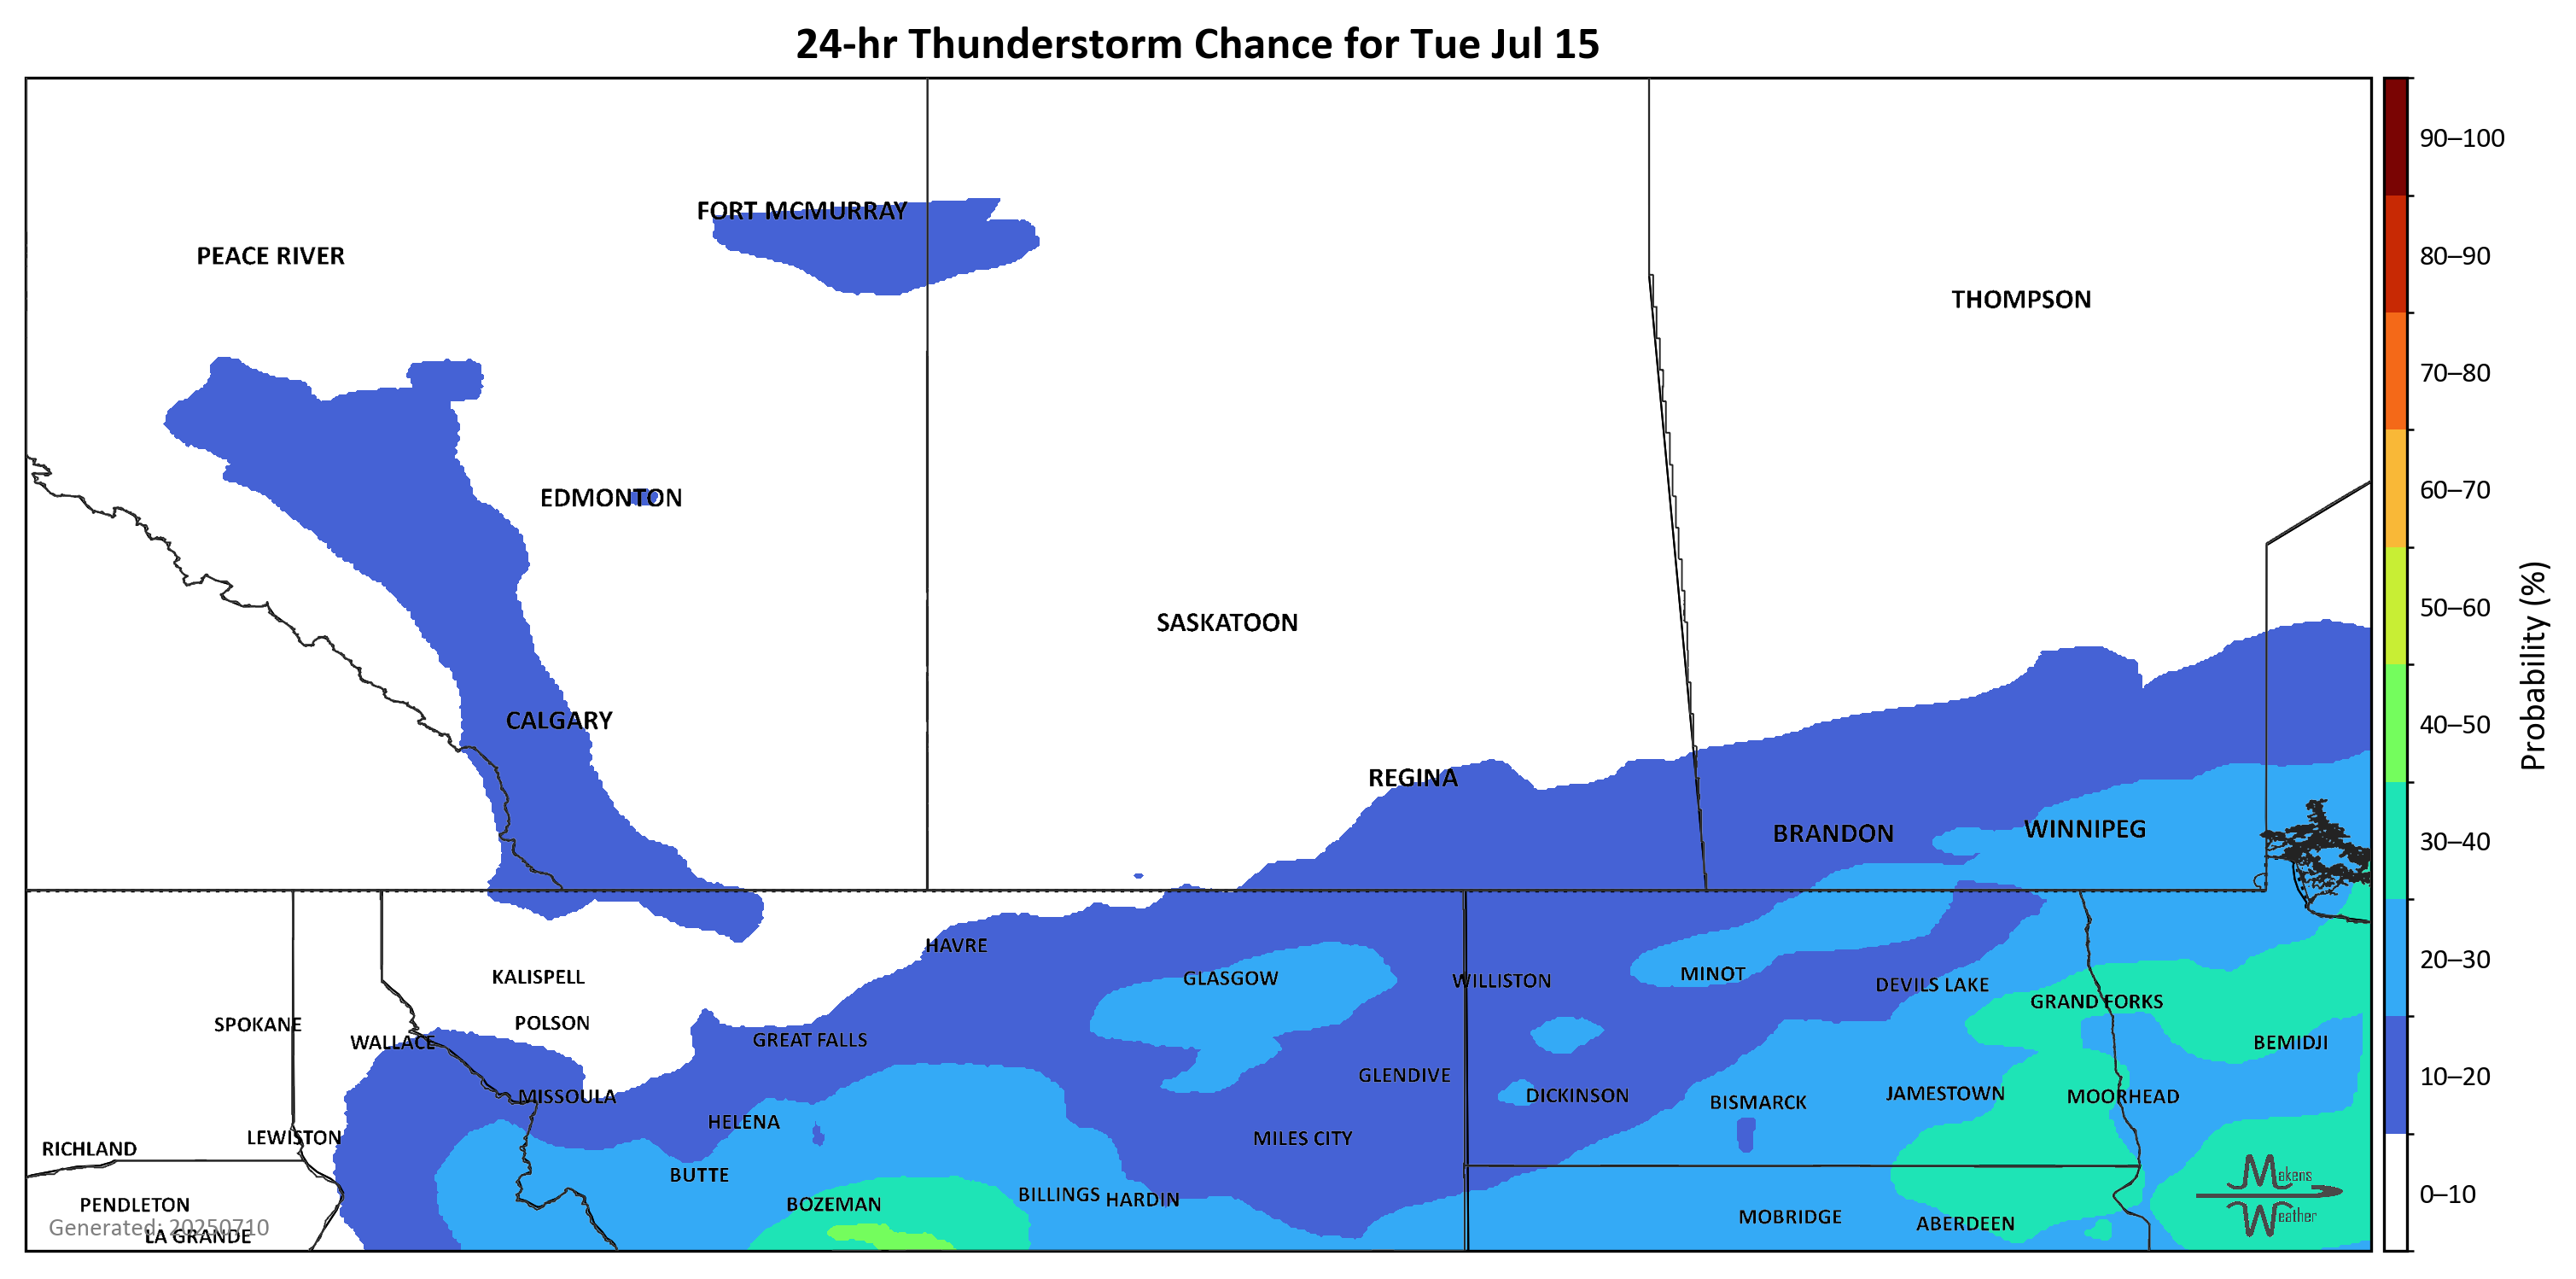 24-hr Thunderstorm Chance for Tue Jul 15
90–100
FORT MCMURRAY
PEACE RIVER
80–90
THOMPSON
70–80
EDMONTON
60–70
50–60
SASKATOON
Probability (%)
CALGARY
40–50
REGINA
BRANDON
WINNIPEG
30–40
HAVRE
20–30
KALISPELL
GLASGOW
WILLISTON
MINOT
DEVILS LAKE
GRAND FORKS
SPOKANE
POLSON
WALLACE
GREAT FALLS
BEMIDJI
GLENDIVE
10–20
MISSOULA
DICKINSON
BISMARCK
JAMESTOWN
MOORHEAD
HELENA
LEWISTON
MILES CITY
RICHLAND
BUTTE
Makens
Weather
BILLINGS
HARDIN
0–10
PENDLETON
BOZEMAN
MOBRIDGE
ABERDEEN
Generated: 20250710
LA GRANDE